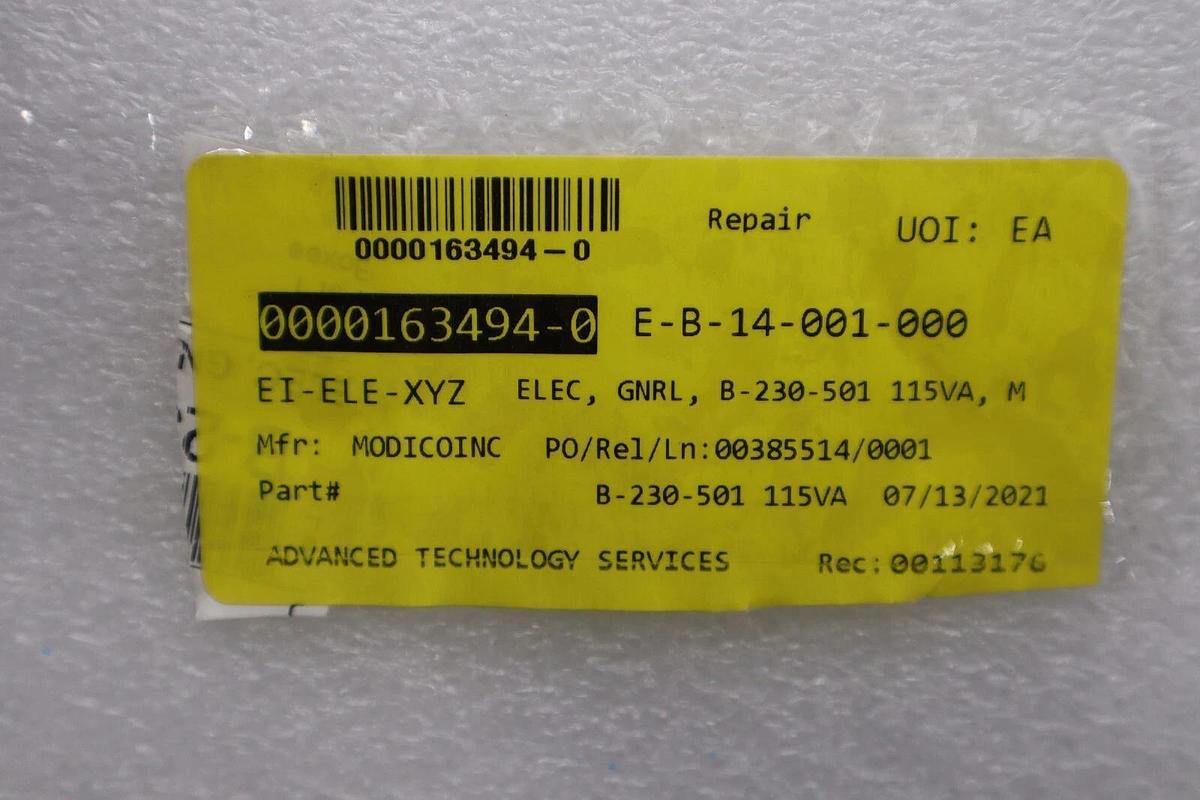 0000163494-0 Repair UOI: EA
0000163494-0 E-B-14-001-000
EI-ELE-XYZ ELEC, GNRL, B-230-501 115VA, M
Mfr: MODICOINC PO/Rel/Ln:00385514/0001
Part# B-230-501 115VA 07/13/2021
ADVANCED TECHNOLOGY SERVICES Rec:00113176